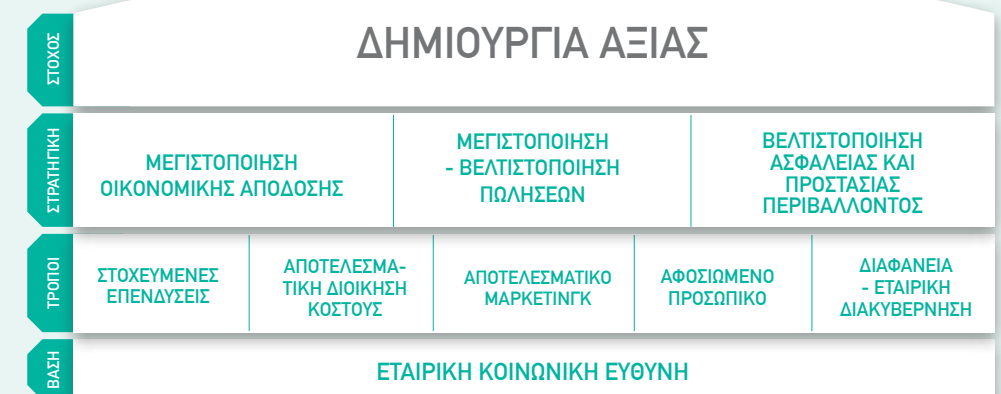 ΣΤΟΧΟΣ
ΔΗΜΙΟΥΡΓΙΑ ΑΞΙΑΣ
ΣΤΡΑΤΗΓΙΚΗ
ΜΕΓΙΣΤΟΠΟΙΗΣΗ
ΟΙΚΟΝΟΜΙΚΗΣ ΑΠΟΔΟΣΗΣ
ΜΕΓΙΣΤΟΠΟΙΗΣΗ
- ΒΕΛΤΙΣΤΟΠΟΙΗΣΗ
ΠΩΛΗΣΕΩΝ
ΒΕΛΤΙΣΤΟΠΟΙΗΣΗ
ΑΣΦΑΛΕΙΑΣ ΚΑΙ
ΠΡΟΣΤΑΣΙΑΣ
ΠΕΡΙΒΑΛΛΟΝΤΟΣ
ΤΡΟΠΟΙ
ΣΤΟΧΕΥΜΕΝΕΣ
ΕΠΕΝΔΥΣΕΙΣ
ΑΠΟΤΕΛΕΣΜΑ-
ΤΙΚΗ ΔΙΟΙΚΗΣΗ
ΚΟΣΤΟΥΣ
ΑΠΟΤΕΛΕΣΜΑΤΙΚΟ
ΜΑΡΚΕΤΙΝΓΚ
ΑΦΟΣΙΩΜΕΝΟ
ΠΡΟΣΩΠΙΚΟ
ΔΙΑΦΑΝΕΙΑ
- ΕΤΑΙΡΙΚΗ
ΔΙΑΚΥΒΕΡΝΗΣΗ
ΒΑΣΗ
ΕΤΑΙΡΙΚΗ ΚΟΙΝΩΝΙΚΗ ΕΥΘΥΝΗ